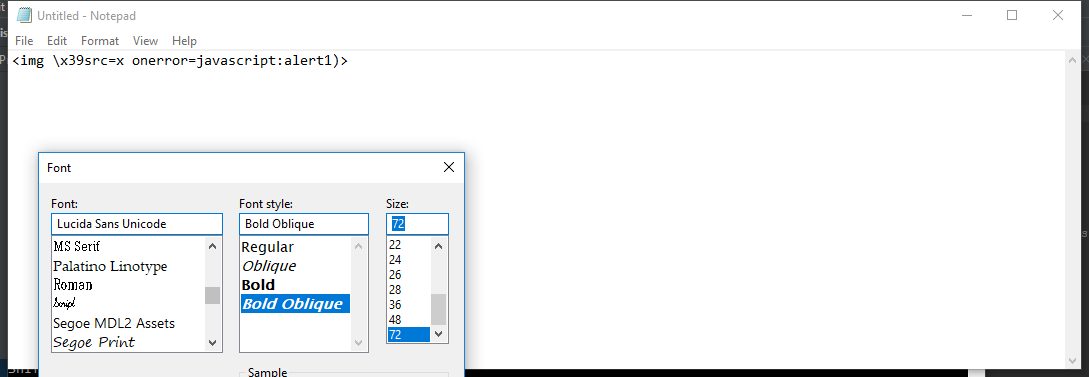 Untitled - Notepad
File Edit Format View Help
<img \x39src=x onerror=javascript:alert1)>
Font
Font: Font style: Size:
Lucida Sans Unicode Bold Oblique 72
MS Serif Regular 22
Palatino Linotype Oblique 24
Roman Bold 26
Script Bold Oblique 28
Segoe MDL2 Assets 36
Segoe Print 48
72
Sample